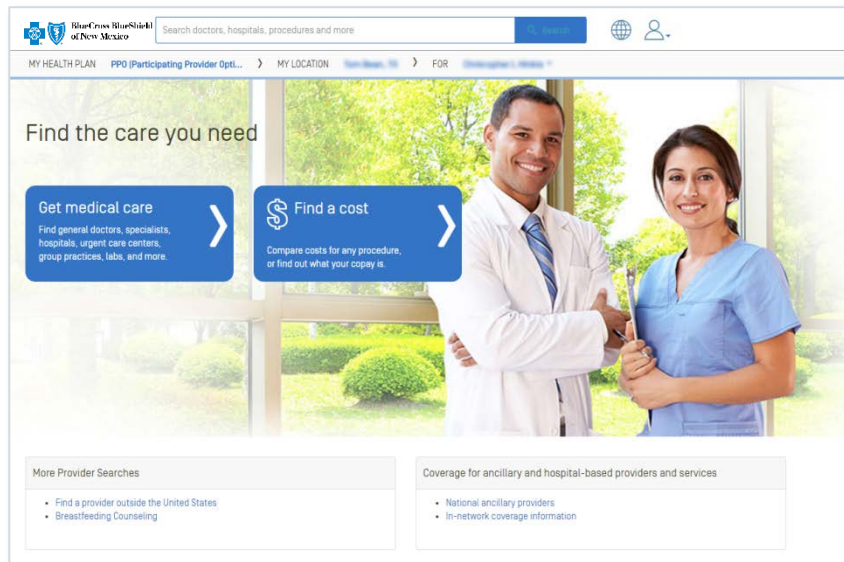 BlueCross BlueShield
of New Mexico
Search doctors, hospitals, procedures and more
Search
MY HEALTH PLAN PPO (Participating Provider Opti... MY LOCATION FOR
Find the care you need
Get medical care
Find general doctors, specialists,
hospitals, urgent care centers,
group practices, labs, and more.
$ Find a cost
Compare costs for any procedure,
or find out what your copay is.
More Provider Searches
• Find a provider outside the United States
• Breastfeeding Counseling
Coverage for ancillary and hospital-based providers and services
• National ancillary providers
• In-network coverage information